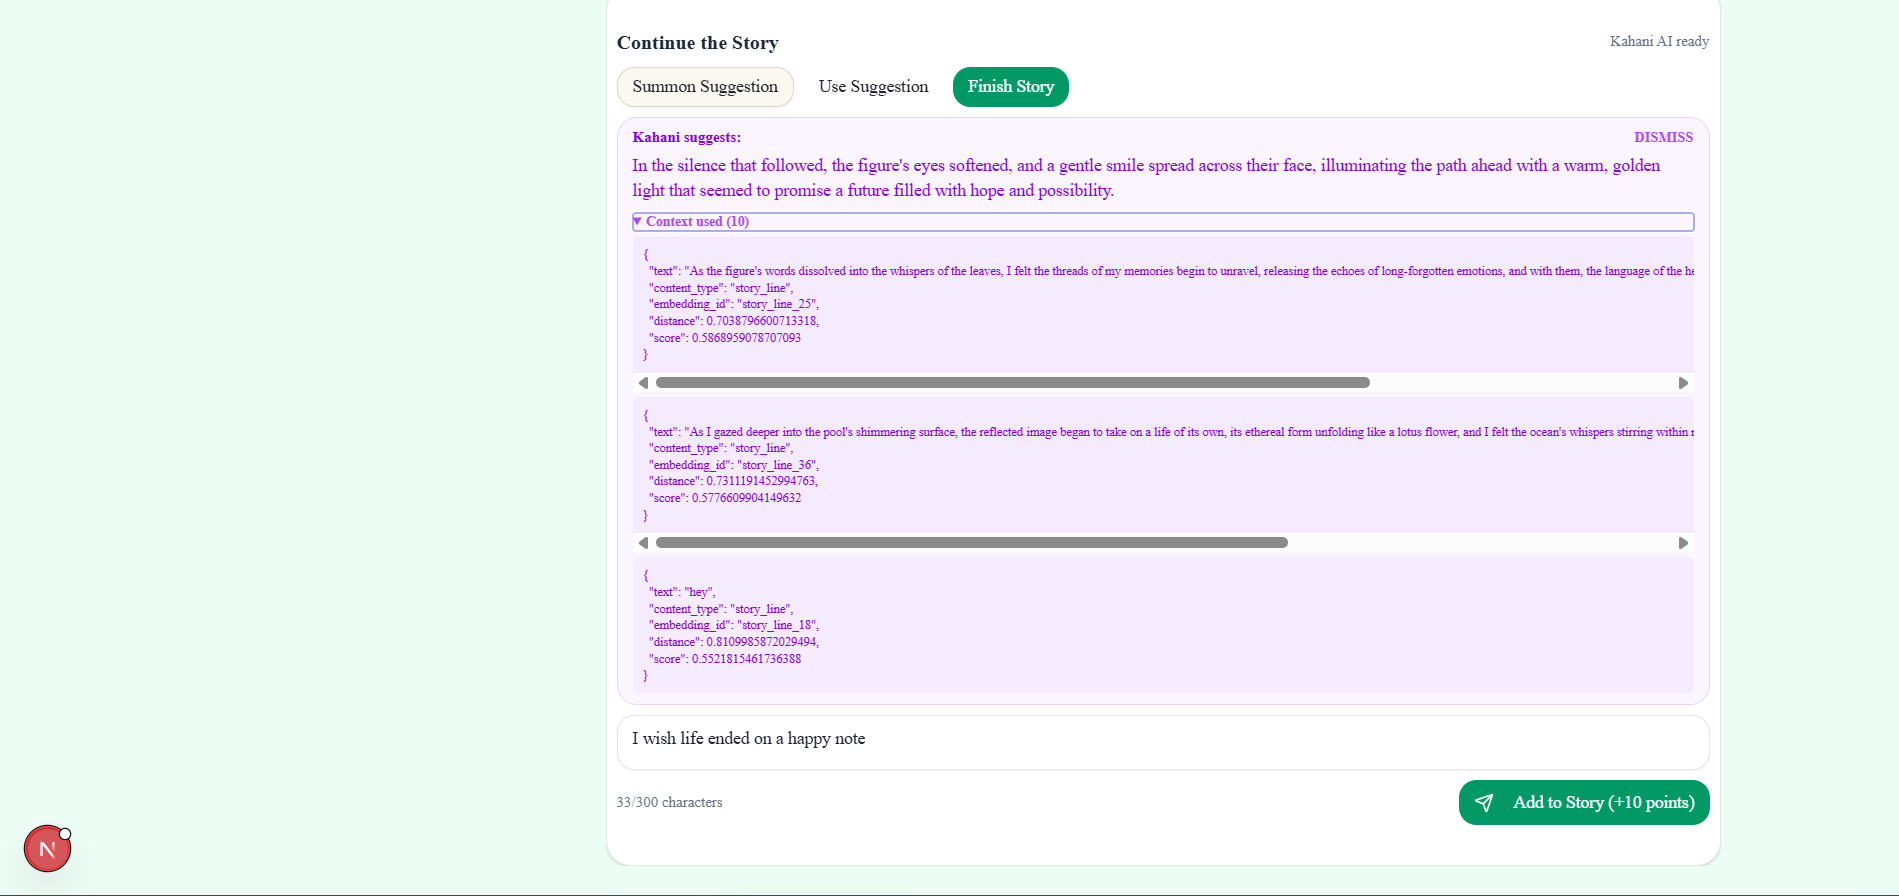 Continue the Story
Kahani AI ready
Summon Suggestion
Use Suggestion
Finish Story
Kahani suggests:
DISMISS
In the silence that followed, the figure's eyes softened, and a gentle smile spread across their face, illuminating the path ahead with a warm, golden
light that seemed to promise a future filled with hope and possibility.
▼ Context used (10)
{
"text": "As the figure's words dissolved into the whispers of the leaves, I felt the threads of my memories begin to unravel, releasing the echoes of long-forgotten emotions, and with them, the language of the he
"content_type": "story_line",
"embedding_id": "story_line_25",
"distance": 0.7038796600713318,
"score": 0.5868959078707093
}
{
"text": "As I gazed deeper into the pool's shimmering surface, the reflected image began to take on a life of its own, its ethereal form unfolding like a lotus flower, and I felt the ocean's whispers stirring within
"content_type": "story_line",
"embedding_id": "story_line_36",
"distance": 0.7311191452994763,
"score": 0.5776609904149632
}
{
"text": "hey",
"content_type": "story_line",
"embedding_id": "story_line_18",
"distance": 0.8109985872029494,
"score": 0.5521815461736388
}
I wish life ended on a happy note
33/300 characters
Add to Story (+10 points)
N